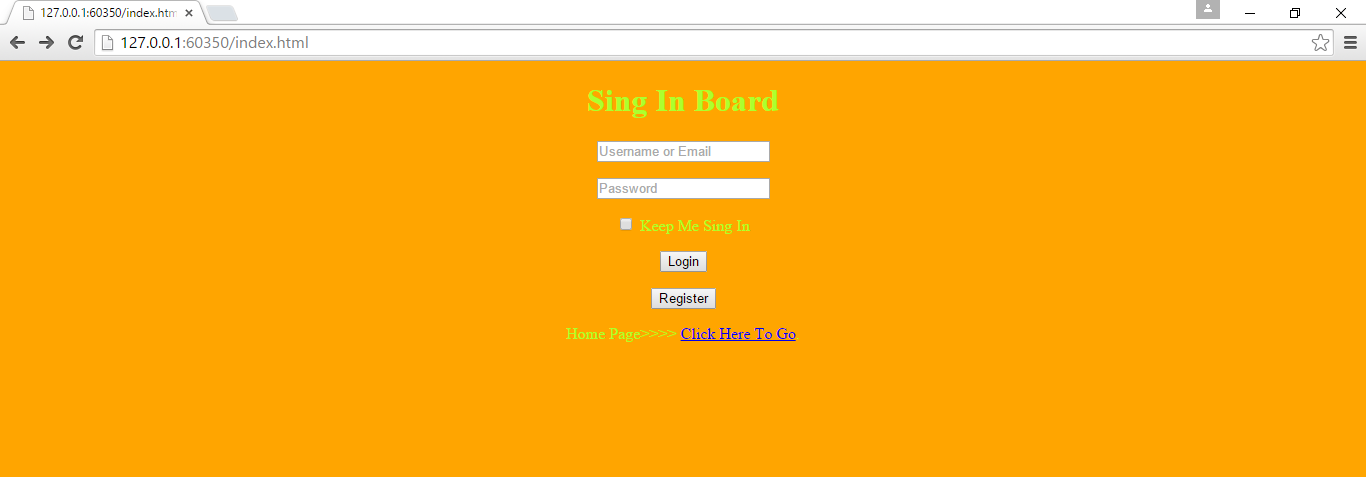 127.0.0.1:60350/index.htm
127.0.0.1:60350/index.html
Sing In Board
Username or Email
Password
Keep Me Sing In
Login
Register
Home Page>>>> Click Here To Go